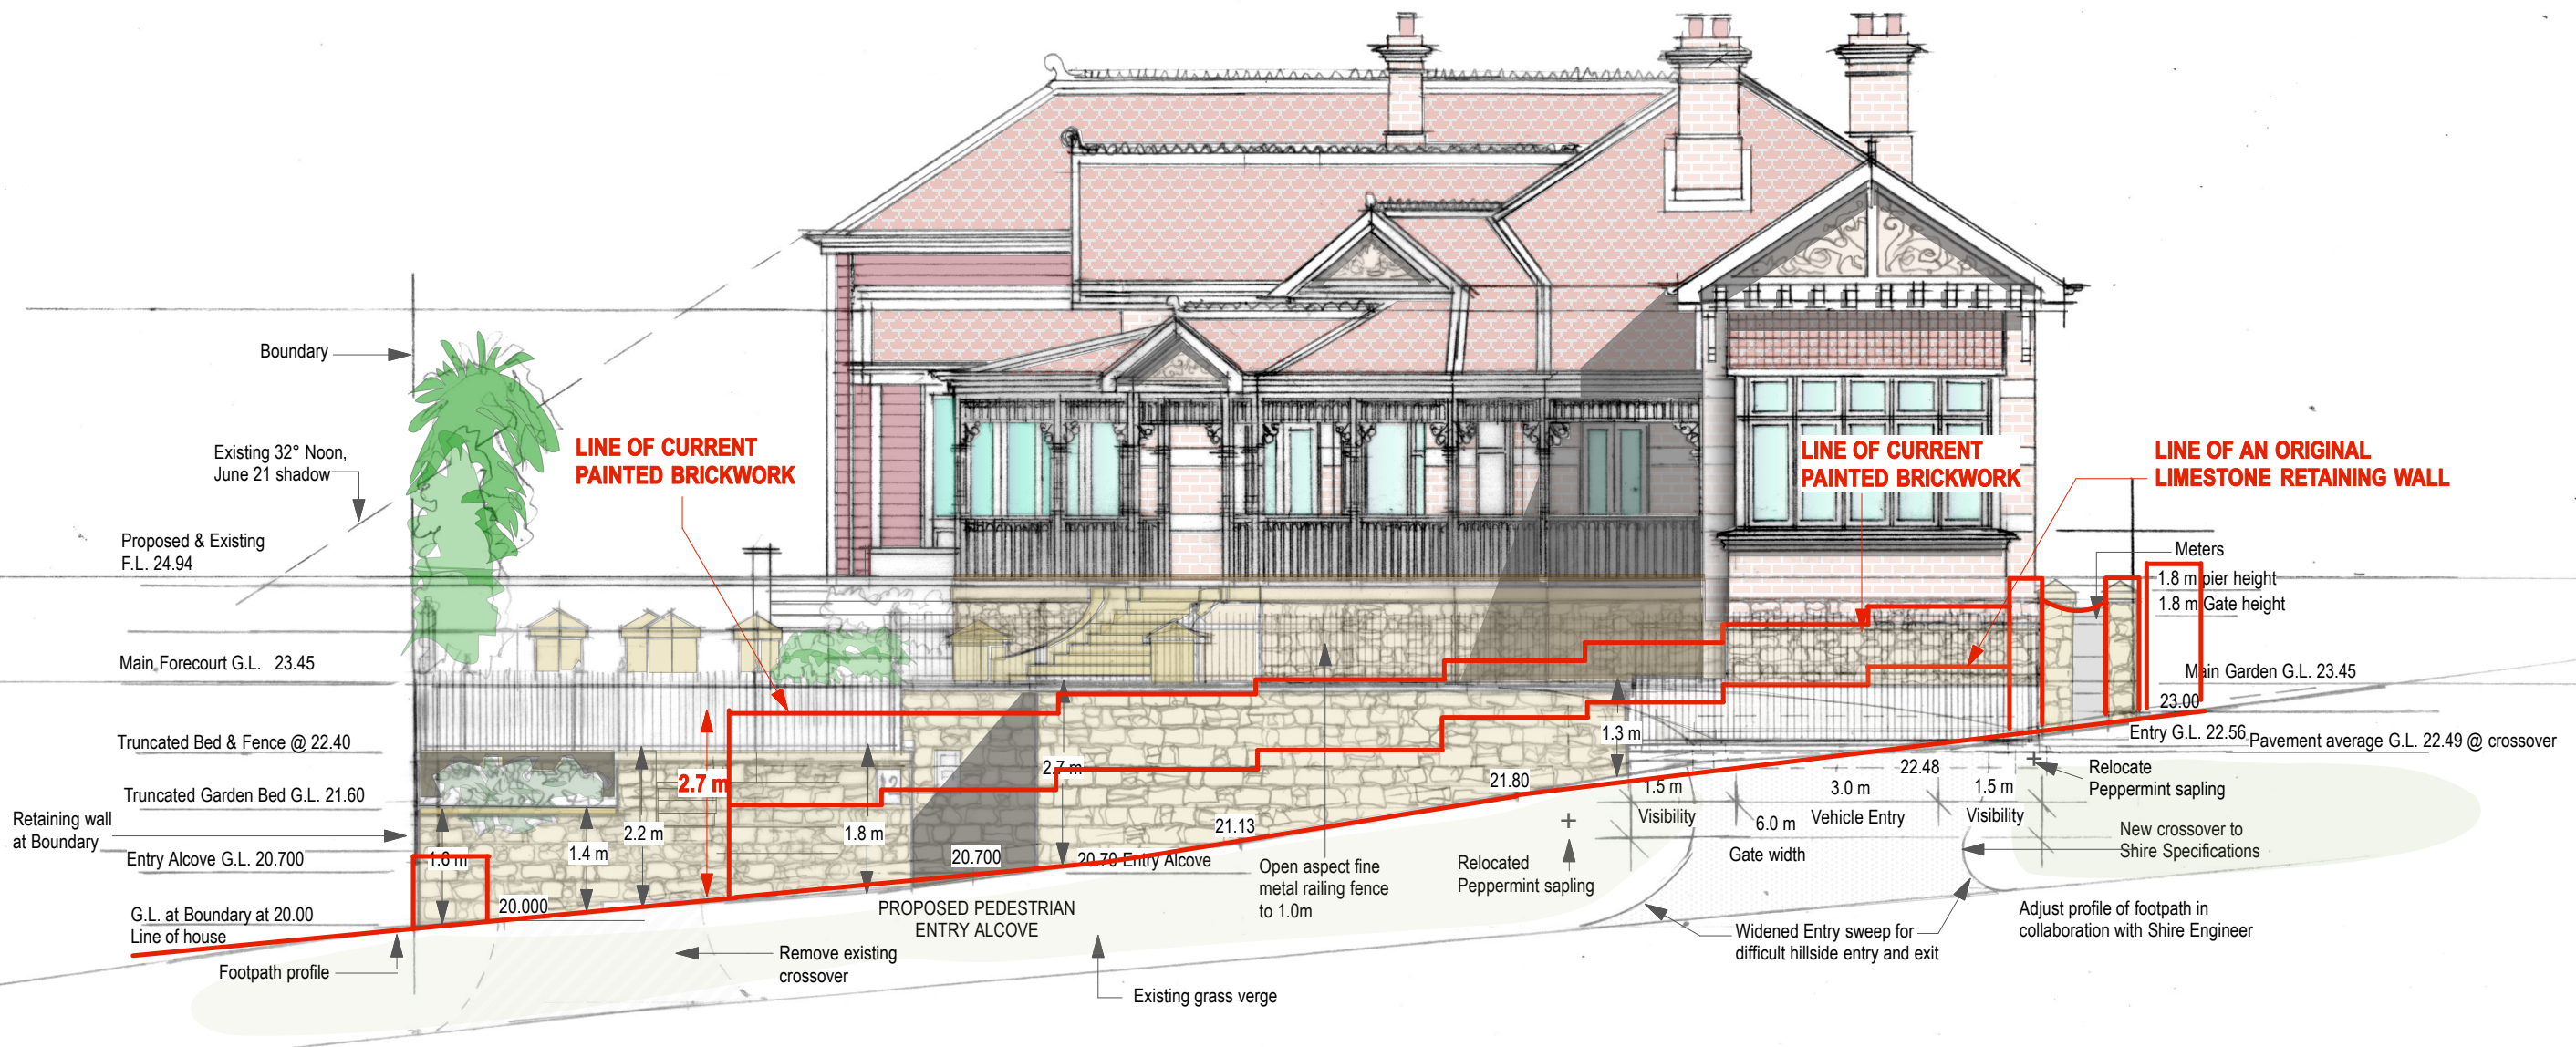 Boundary
Existing 32° Noon,
June 21 shadow
LINE OF CURRENT
PAINTED BRICKWORK
LINE OF CURRENT
PAINTED BRICKWORK
LINE OF AN ORIGINAL
LIMESTONE RETAINING WALL
Proposed & Existing
F.L. 24.94
Meters
1.8 m pier height
1.8 m Gate height
Main Forecourt G.L. 23.45
Main Garden G.L. 23.45
23.00
Truncated Bed & Fence @ 22.40
Entry G.L. 22.56
Pavement average G.L. 22.49 @ crossover
1.3 m
2.7 m
2.7 m
22.48
Relocate
Peppermint sapling
Truncated Garden Bed G.L. 21.60
21.80
1.5 m
Visibility
3.0 m
Vehicle Entry
1.5 m
Visibility
6.0 m
Gate width
Retaining wall
at Boundary
2.2 m
1.8 m
21.13
New crossover to
Shire Specifications
Entry Alcove G.L. 20.700
1.6 m
1.4 m
20.700
20.70 Entry Alcove
Open aspect fine
metal railing fence
to 1.0m
Relocated
Peppermint sapling
G.L. at Boundary at 20.00
Line of house
20.000
PROPOSED PEDESTRIAN
ENTRY ALCOVE
Widened Entry sweep for
difficult hillside entry and exit
Adjust profile of footpath in
collaboration with Shire Engineer
Footpath profile
Remove existing
crossover
Existing grass verge